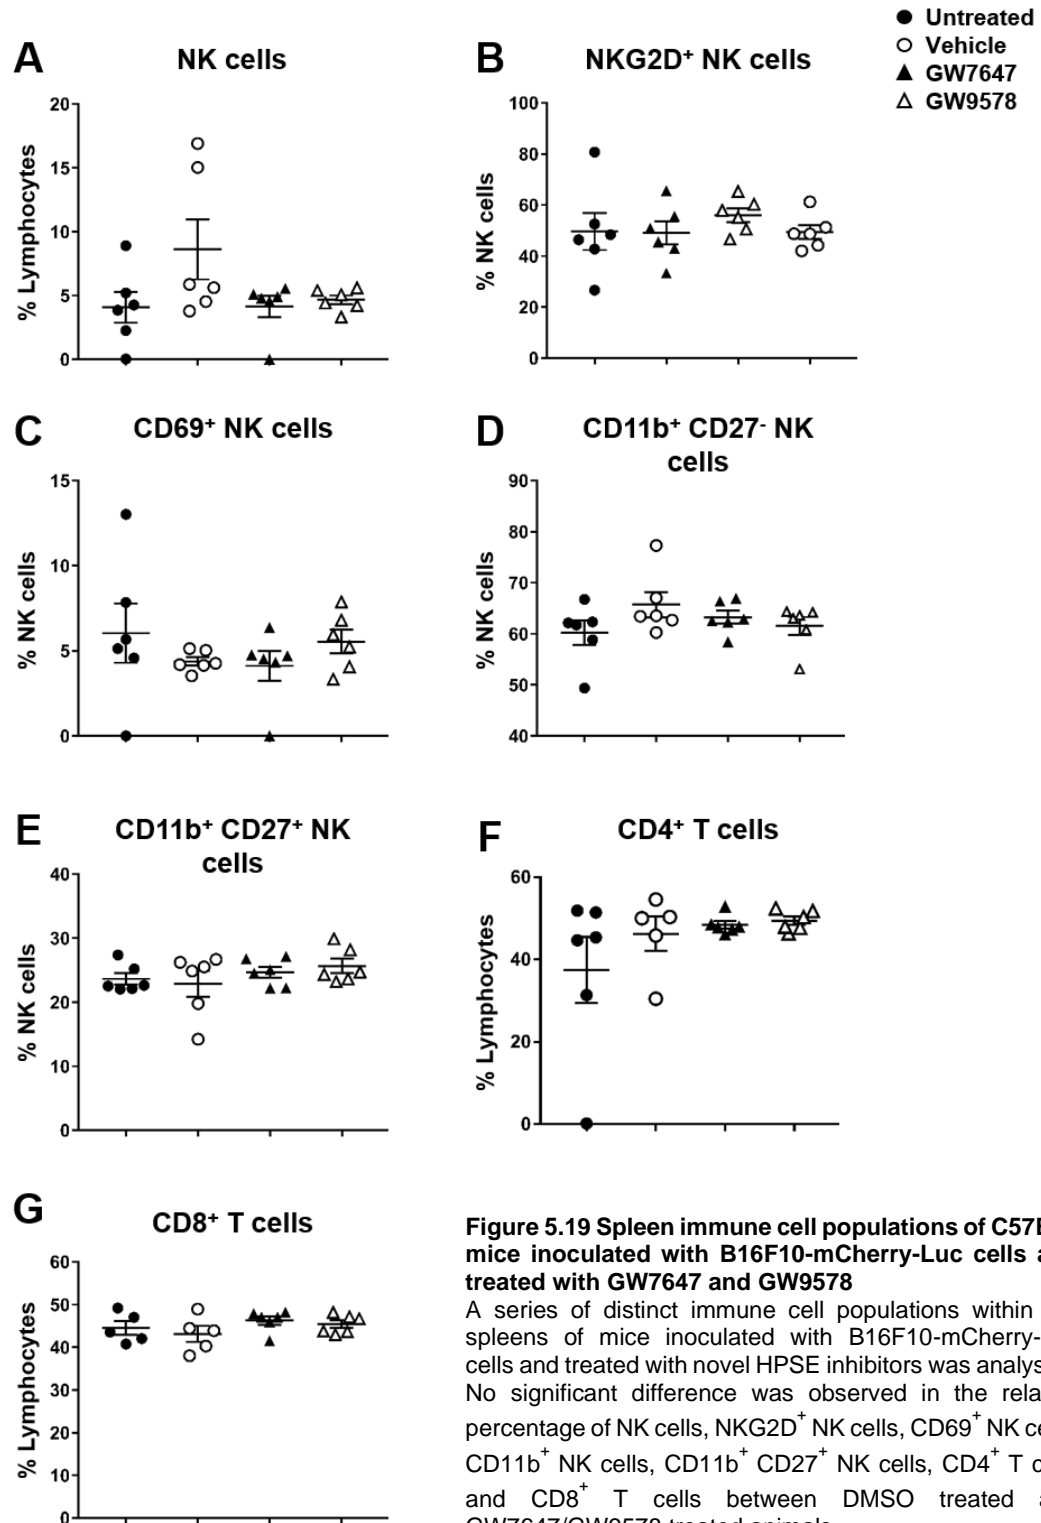 Untreated
Vehicle
GW7647
GW9578
A
NK cells
% Lymphocytes
20
15
10
5
0
B
NKG2D⁺ NK cells
% NK cells
100
80
60
40
20
0
C
CD69⁺ NK cells
% NK cells
15
10
5
0
D
CD11b⁺ CD27⁻ NK
cells
% NK cells
90
80
70
60
50
40
E
CD11b⁺ CD27⁺ NK
cells
% NK cells
40
30
20
10
0
F
CD4⁺ T cells
% Lymphocytes
60
40
20
0
G
CD8⁺ T cells
% Lymphocytes
60
50
40
30
20
10
0
Figure 5.19 Spleen immune cell populations of
mice inoculated with B16F10-mCherry-Luc cells
treated with GW7647 and GW9578
A series of distinct immune cell populations within
spleens of mice inoculated with B16F10-mCherry-
cells and treated with novel HPSE inhibitors was
No significant difference was observed in the
percentage of NK cells, NKG2D⁺ NK cells, CD69⁺ NK
CD11b⁺ NK cells, CD11b⁺ CD27⁺ NK cells, CD4⁺ T
and CD8⁺ T cells between DMSO treated